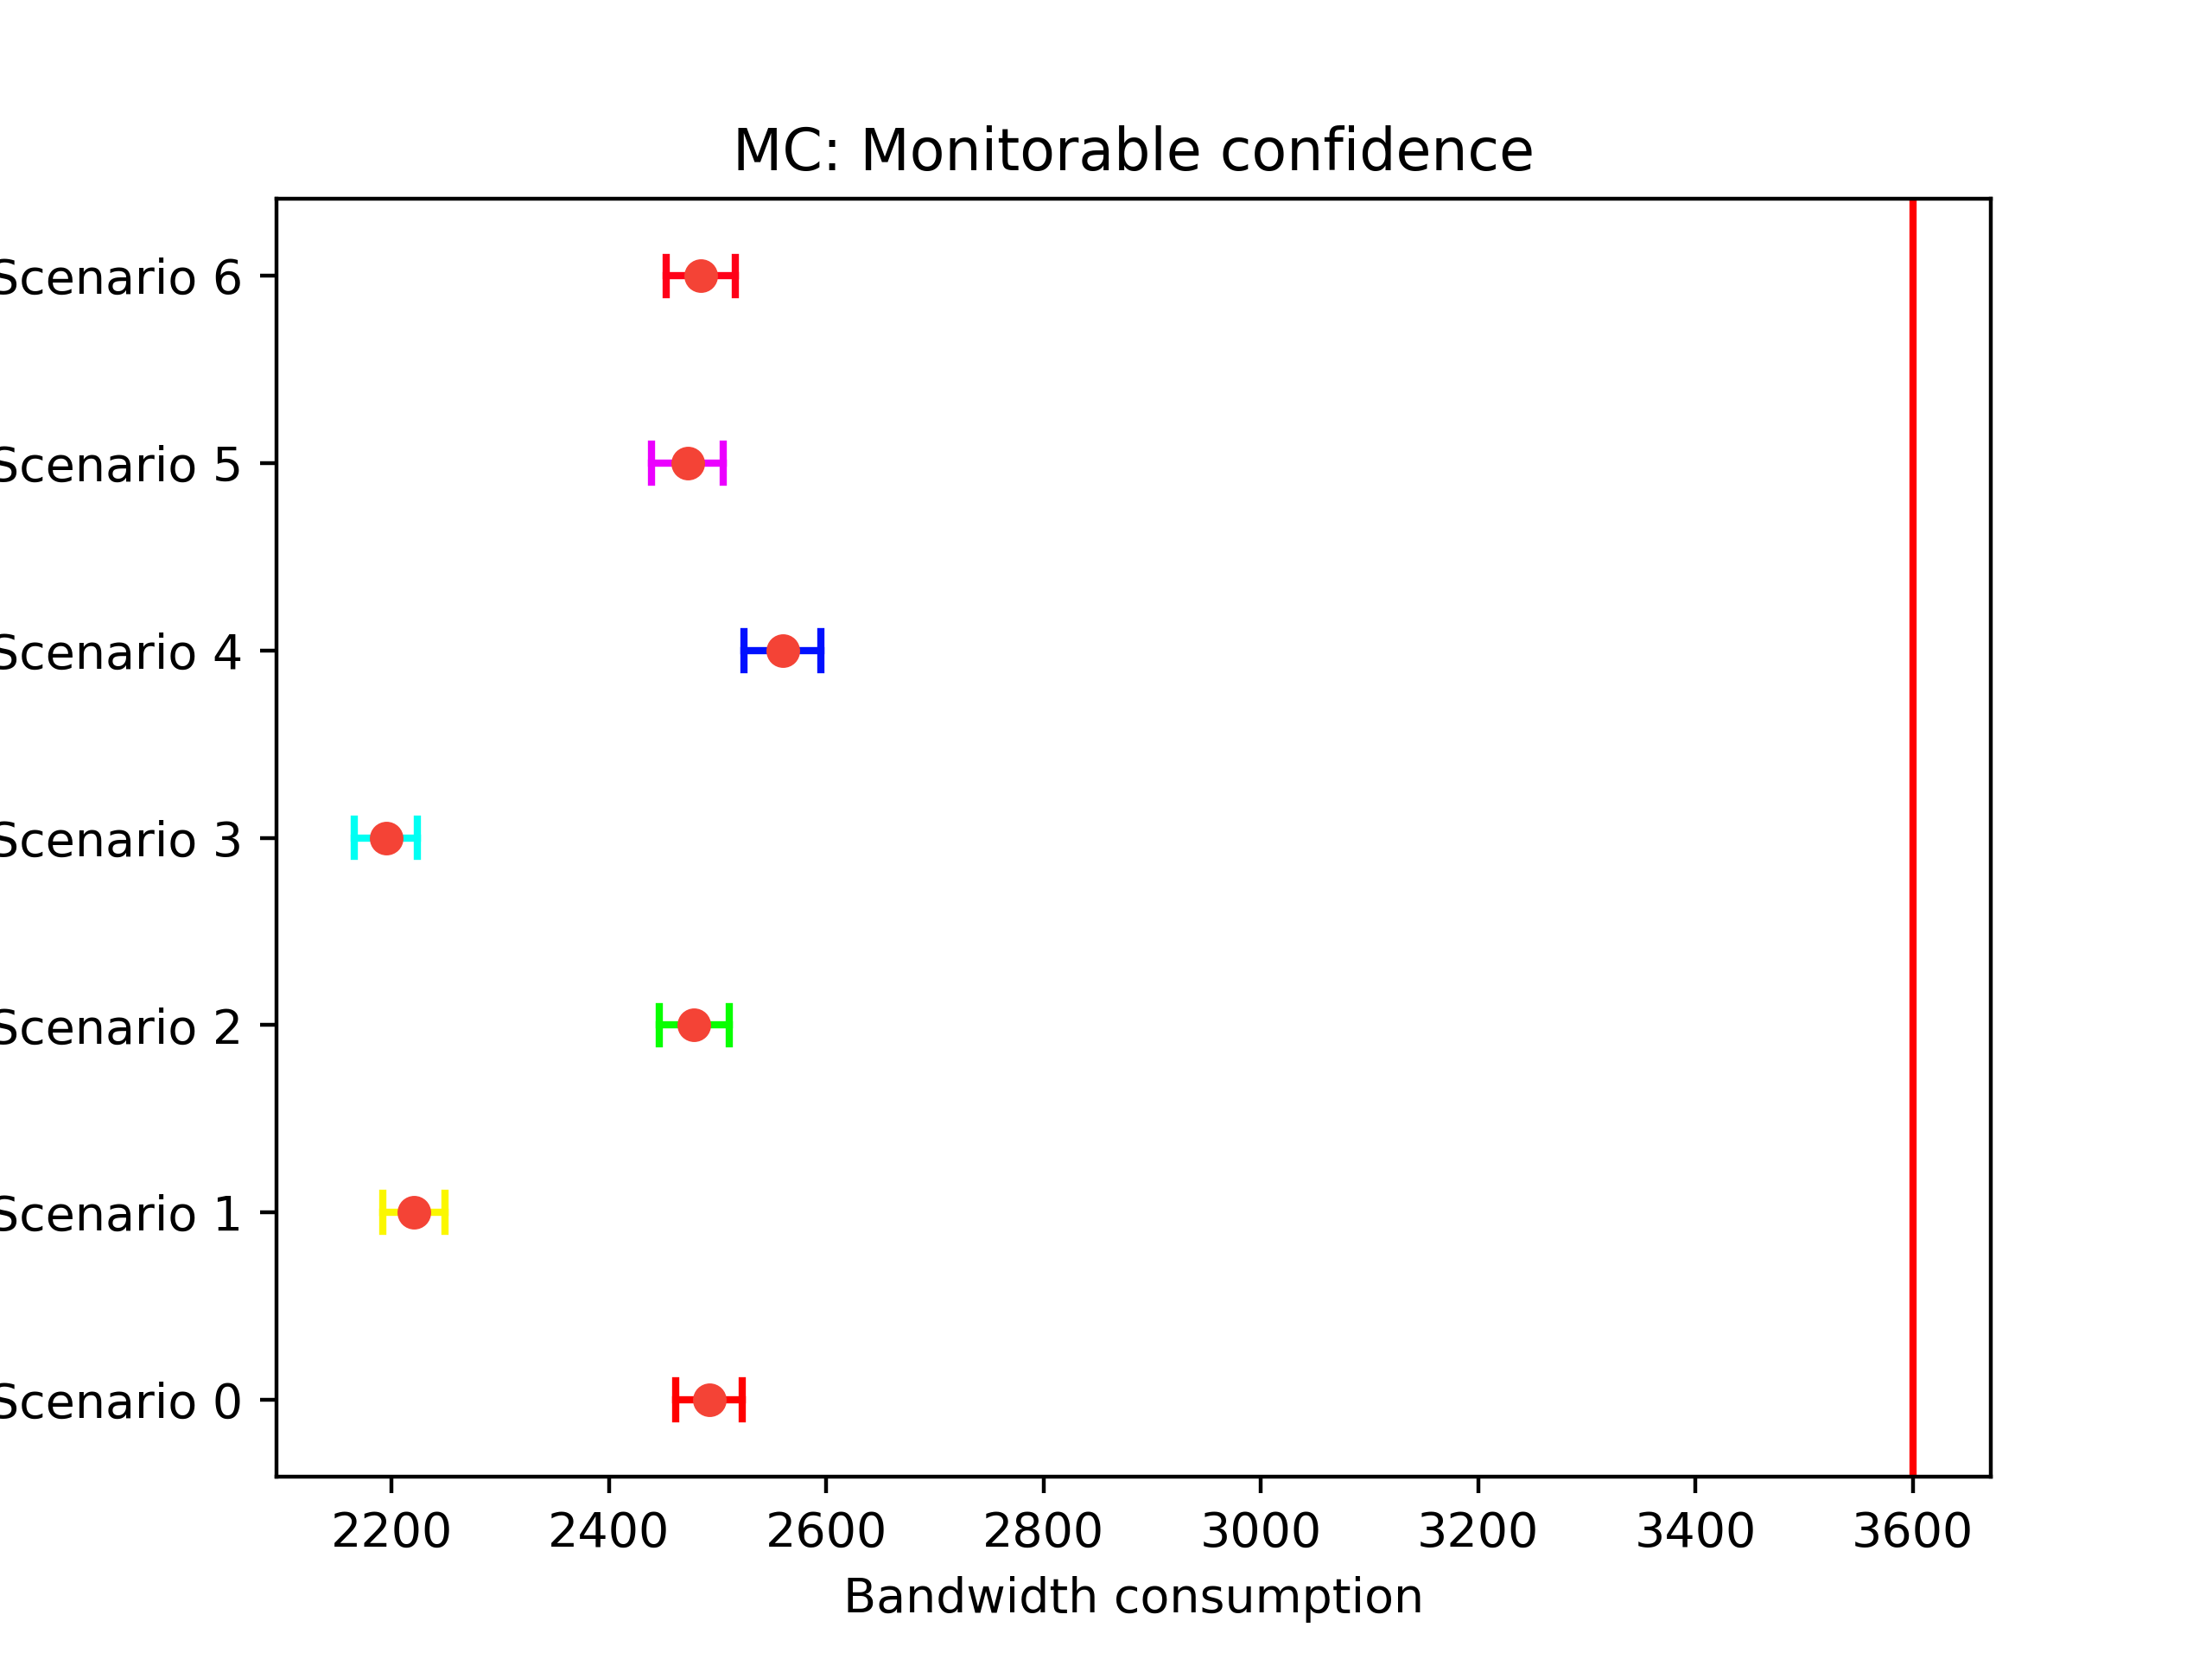 MC: Monitorable confidence
Scenario 6
Scenario 5
Scenario 4
Scenario 3
Scenario 2
Scenario 1
Scenario 0
2200 2400 2600 2800 3000 3200 3400 3600
Bandwidth consumption